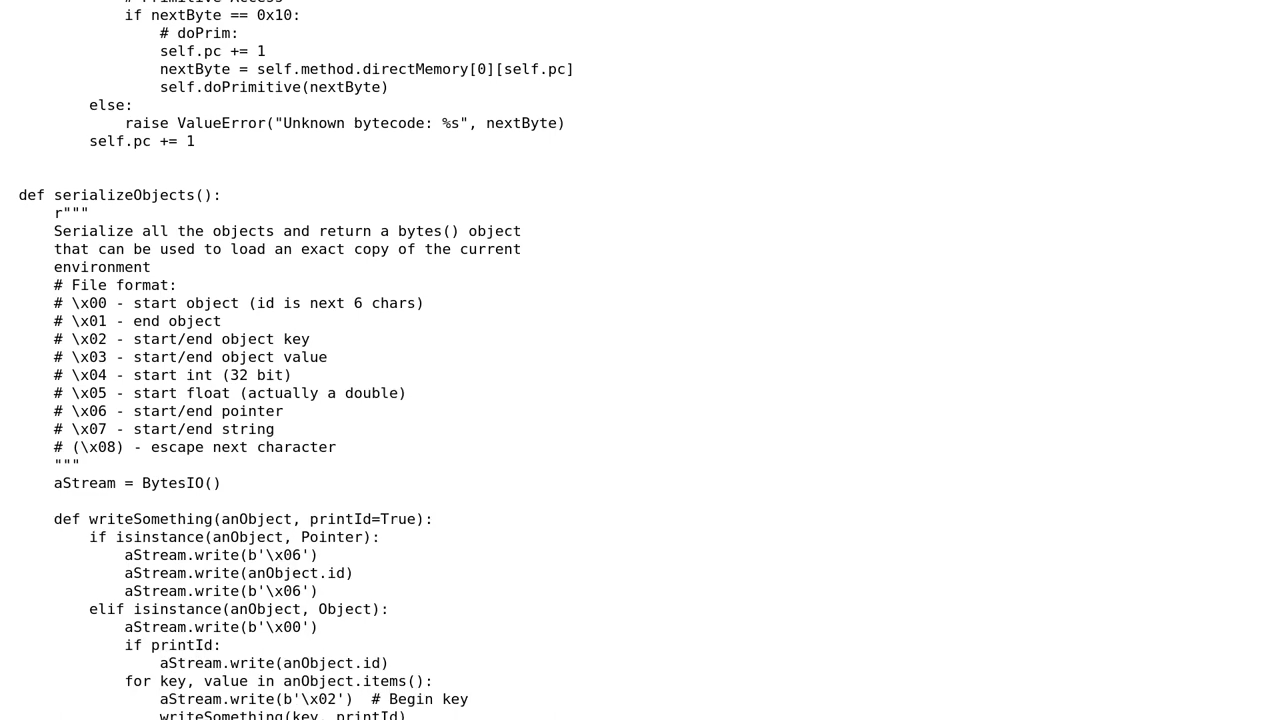 # Primitive Access
if nextByte == 0x10:
# doPrim:
self.pc += 1
nextByte = self.method.directMemory[0][self.pc]
self.doPrimitive(nextByte)
else:
raise ValueError("Unknown bytecode: %s", nextByte)
self.pc += 1
def serializeObjects():
r"""
Serialize all the objects and return a bytes() object
that can be used to load an exact copy of the current
environment
# File format:
# \x00 - start object (id is next 6 chars)
# \x01 - end object
# \x02 - start/end object key
# \x03 - start/end object value
# \x04 - start int (32 bit)
# \x05 - start float (actually a double)
# \x06 - start/end pointer
# \x07 - start/end string
# (\x08) - escape next character
"""
aStream = BytesIO()
def writeSomething(anObject, printId=True):
if isinstance(anObject, Pointer):
aStream.write(b'\x06')
aStream.write(anObject.id)
aStream.write(b'\x06')
elif isinstance(anObject, Object):
aStream.write(b'\x00')
if printId:
aStream.write(anObject.id)
for key, value in anObject.items():
aStream.write(b'\x02')  # Begin key
writeSomething(key, printId)